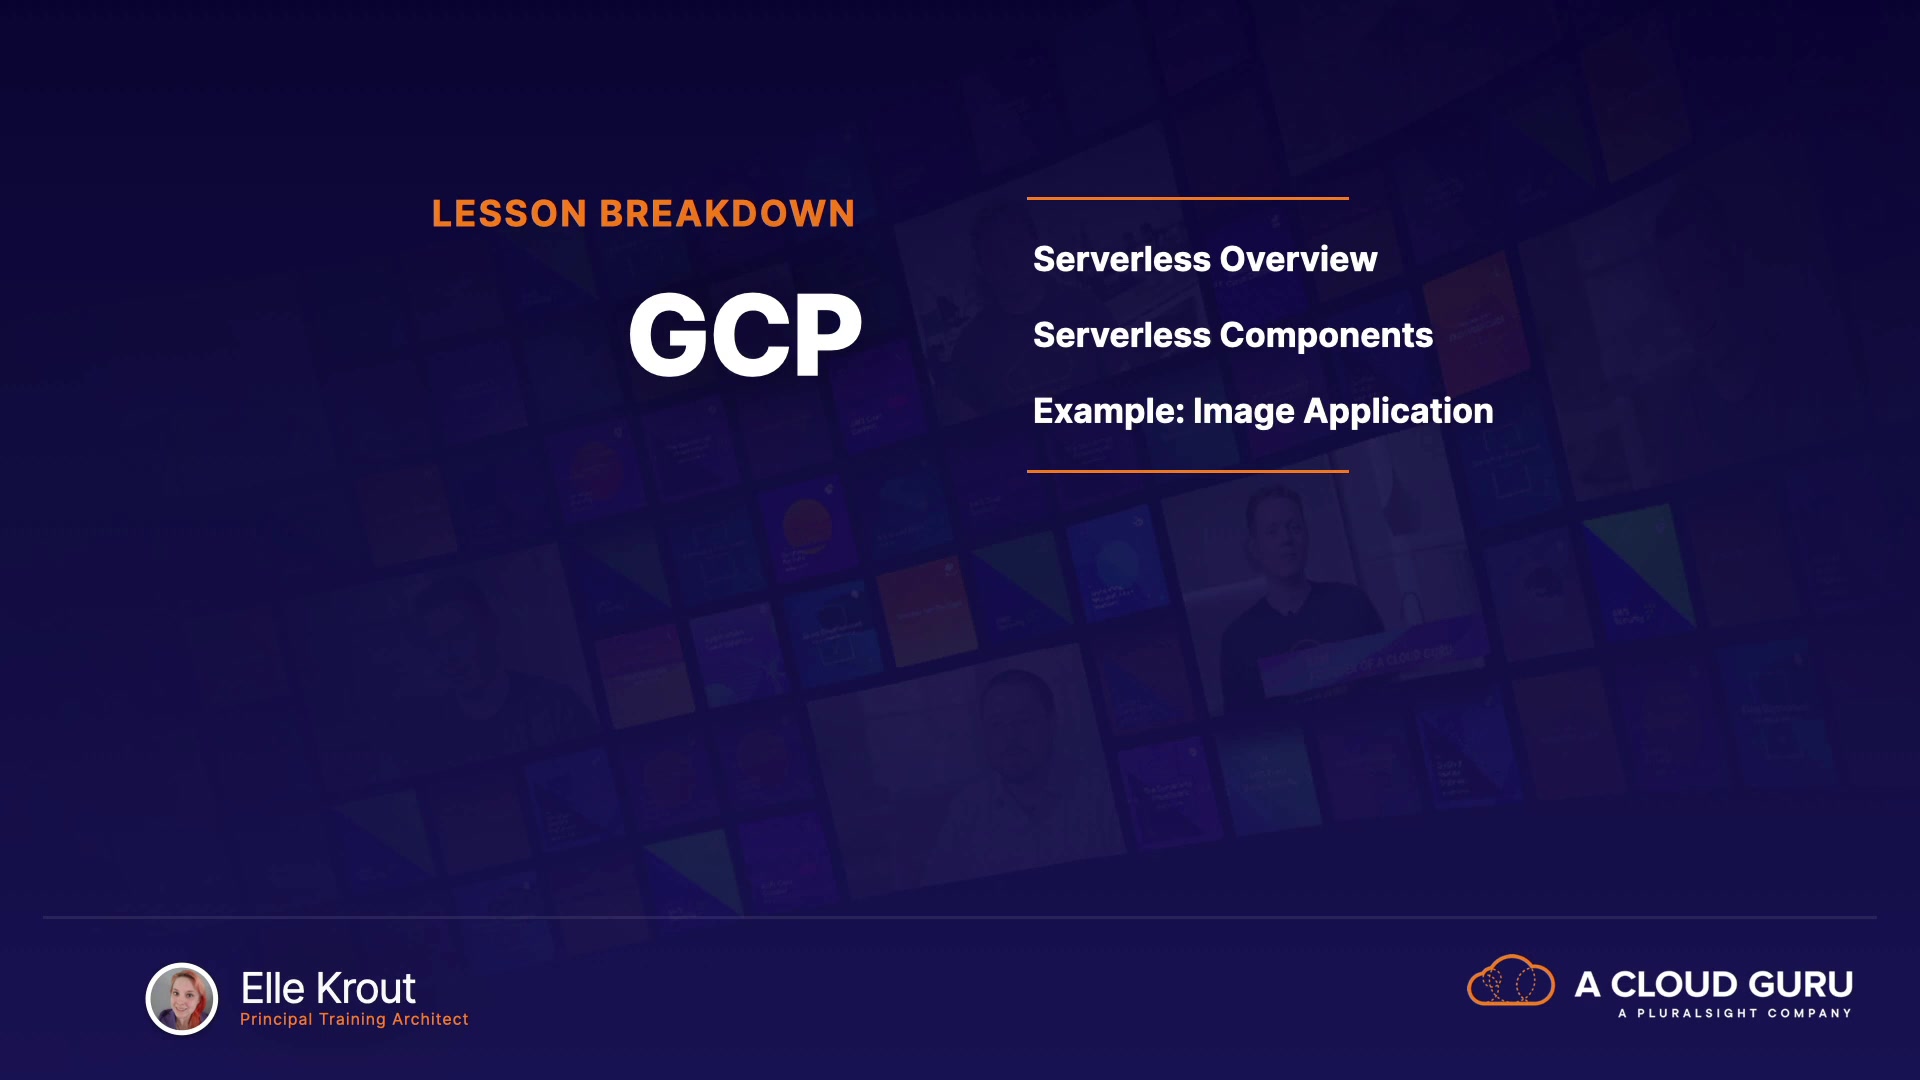 LESSON BREAKDOWN
GCP
Serverless Overview
Serverless Components
Example: Image Application
Elle Krout
Principal Training Architect
A CLOUD GURU
A PLURALSIGHT COMPANY